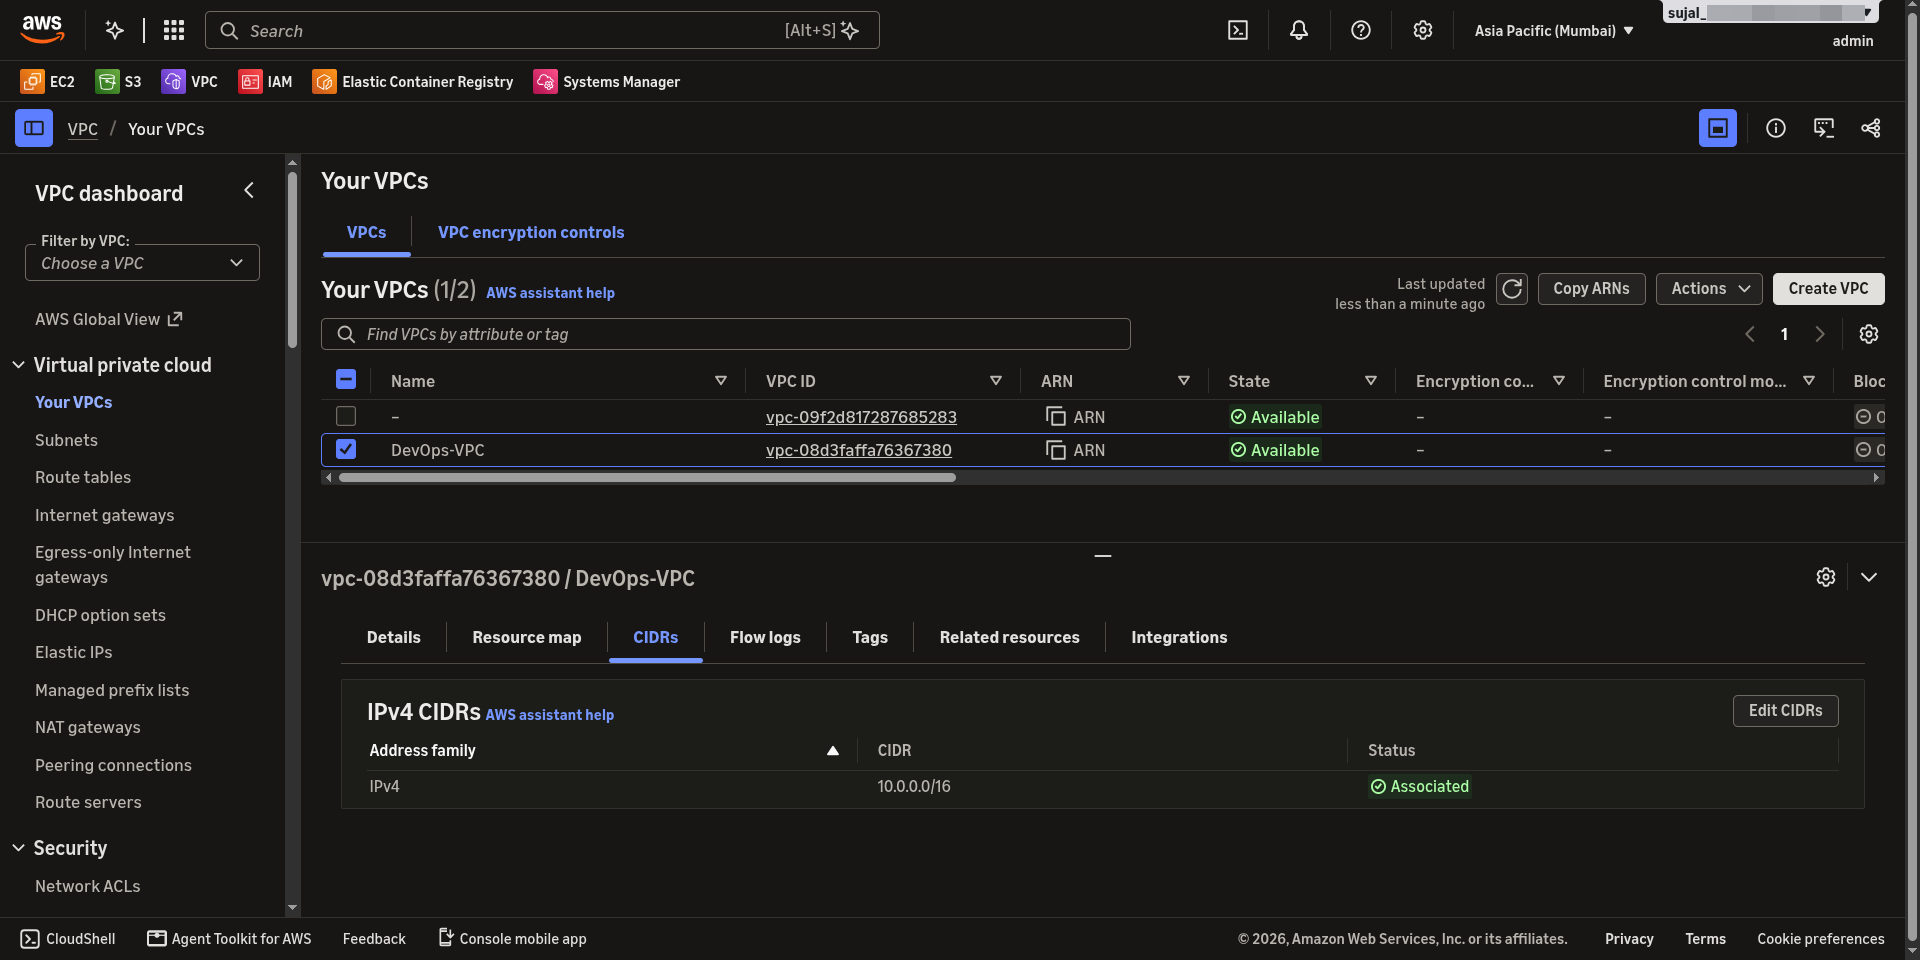 aws
Search [Alt+S]
Asia Pacific (Mumbai)
sujal_
admin
EC2 S3 VPC IAM Elastic Container Registry Systems Manager
VPC / Your VPCs
VPC dashboard
Filter by VPC:
Choose a VPC
AWS Global View
Virtual private cloud
Your VPCs
Subnets
Route tables
Internet gateways
Egress-only Internet
gateways
DHCP option sets
Elastic IPs
Managed prefix lists
NAT gateways
Peering connections
Route servers
Security
Network ACLs
Your VPCs
VPCs VPC encryption controls
Your VPCs (1/2) AWS assistant help
Last updated
less than a minute ago
Copy ARNs Actions Create VPC
Find VPCs by attribute or tag
1
Name VPC ID ARN State Encryption co... Encryption control mo... Bloc
– vpc-09f2d817287685283 ARN Available – –
DevOps-VPC vpc-08d3faffa76367380 ARN Available – –
vpc-08d3faffa76367380 / DevOps-VPC
Details Resource map CIDRs Flow logs Tags Related resources Integrations
IPv4 CIDRs AWS assistant help
Edit CIDRs
Address family CIDR Status
IPv4 10.0.0.0/16 Associated
CloudShell Agent Toolkit for AWS Feedback Console mobile app
© 2026, Amazon Web Services, Inc. or its affiliates. Privacy Terms Cookie preferences